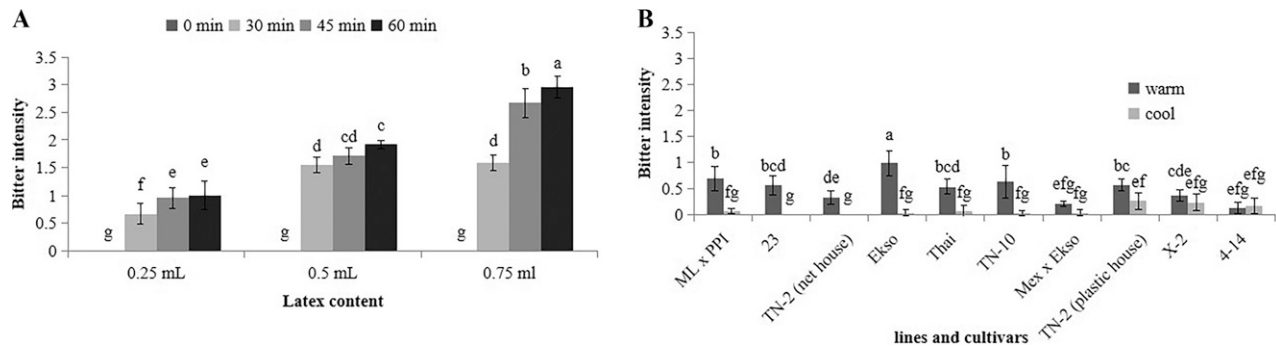 A
0 min 30 min 45 min 60 min
Bitter intensity
3.5
3
2.5
2
1.5
1
0.5
0
g f e e
g d cd c
g d b a
0.25 mL 0.5 mL 0.75 ml
Latex content
B
warm
cool
Bitter intensity
3.5
3
2.5
2
1.5
1
0.5
0
b fg bcd g de g a fg bcd fg b fg efg fg bc ef cde efg efg efg
ML x PPI
23
TN-2 (net house)
Ekso
Thai
TN-10
Mex x Ekso
TN-2 (plastic house)
X-2
4-14
lines and cultivars